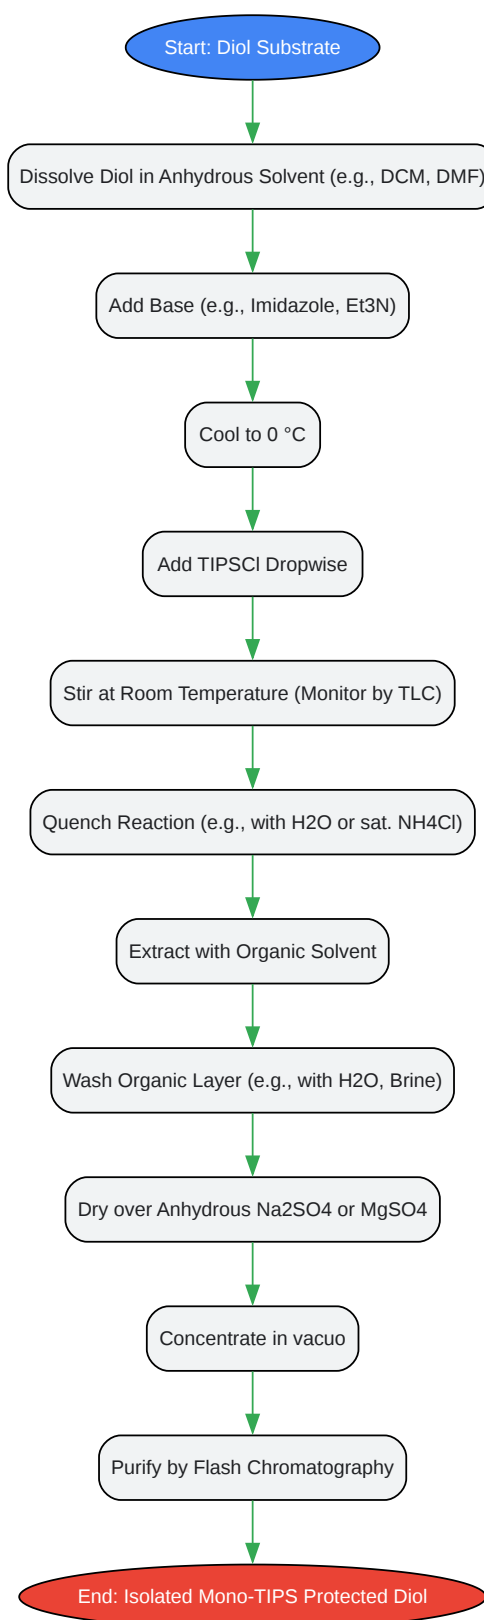 Start: Diol Substrate
Dissolve Diol in Anhydrous Solvent (e.g., DCM, DMF)
Add Base (e.g., Imidazole, Et3N)
Cool to 0 °C
Add TIPSCl Dropwise
Stir at Room Temperature (Monitor by TLC)
Quench Reaction (e.g., with H2O or sat. NH4Cl)
Extract with Organic Solvent
Wash Organic Layer (e.g., with H2O, Brine)
Dry over Anhydrous Na2SO4 or MgSO4
Concentrate in vacuo
Purify by Flash Chromatography
End: Isolated Mono-TIPS Protected Diol